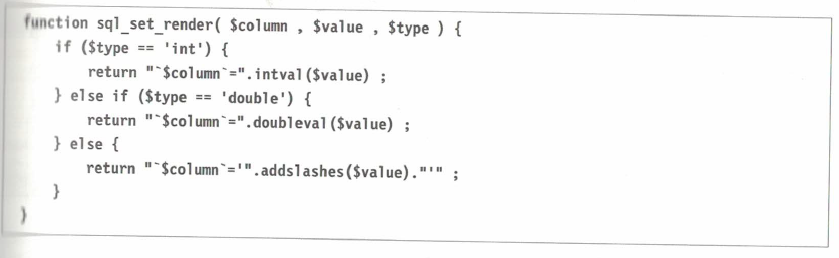 function sql_set_render( $column , $value , $type ) {
    if ($type == 'int') {
        return "`$column`=".intval($value) ;
    } else if ($type == 'double') {
        return "`$column`=".doubleval($value) ;
    } else {
        return "`$column`='".addslashes($value)."'" ;
    }
}